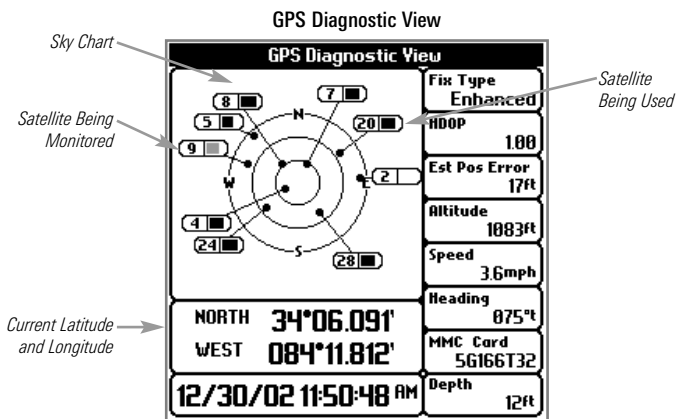 GPS Diagnostic View
Sky Chart
GPS Diagnostic View
Satellite Being Monitored
Satellite Being Used
8
7
5
20
9
2
4
24
28
N
W
E
S
Fix Type
Enhanced
HDOP
1.00
Est Pos Error
17ft
Altitude
1083ft
Speed
3.6mph
Heading
075°t
MMC Card
5G166T32
Depth
12ft
Current Latitude and Longitude
NORTH 34°06.091'
WEST 084°11.812'
12/30/02 11:50:48 AM